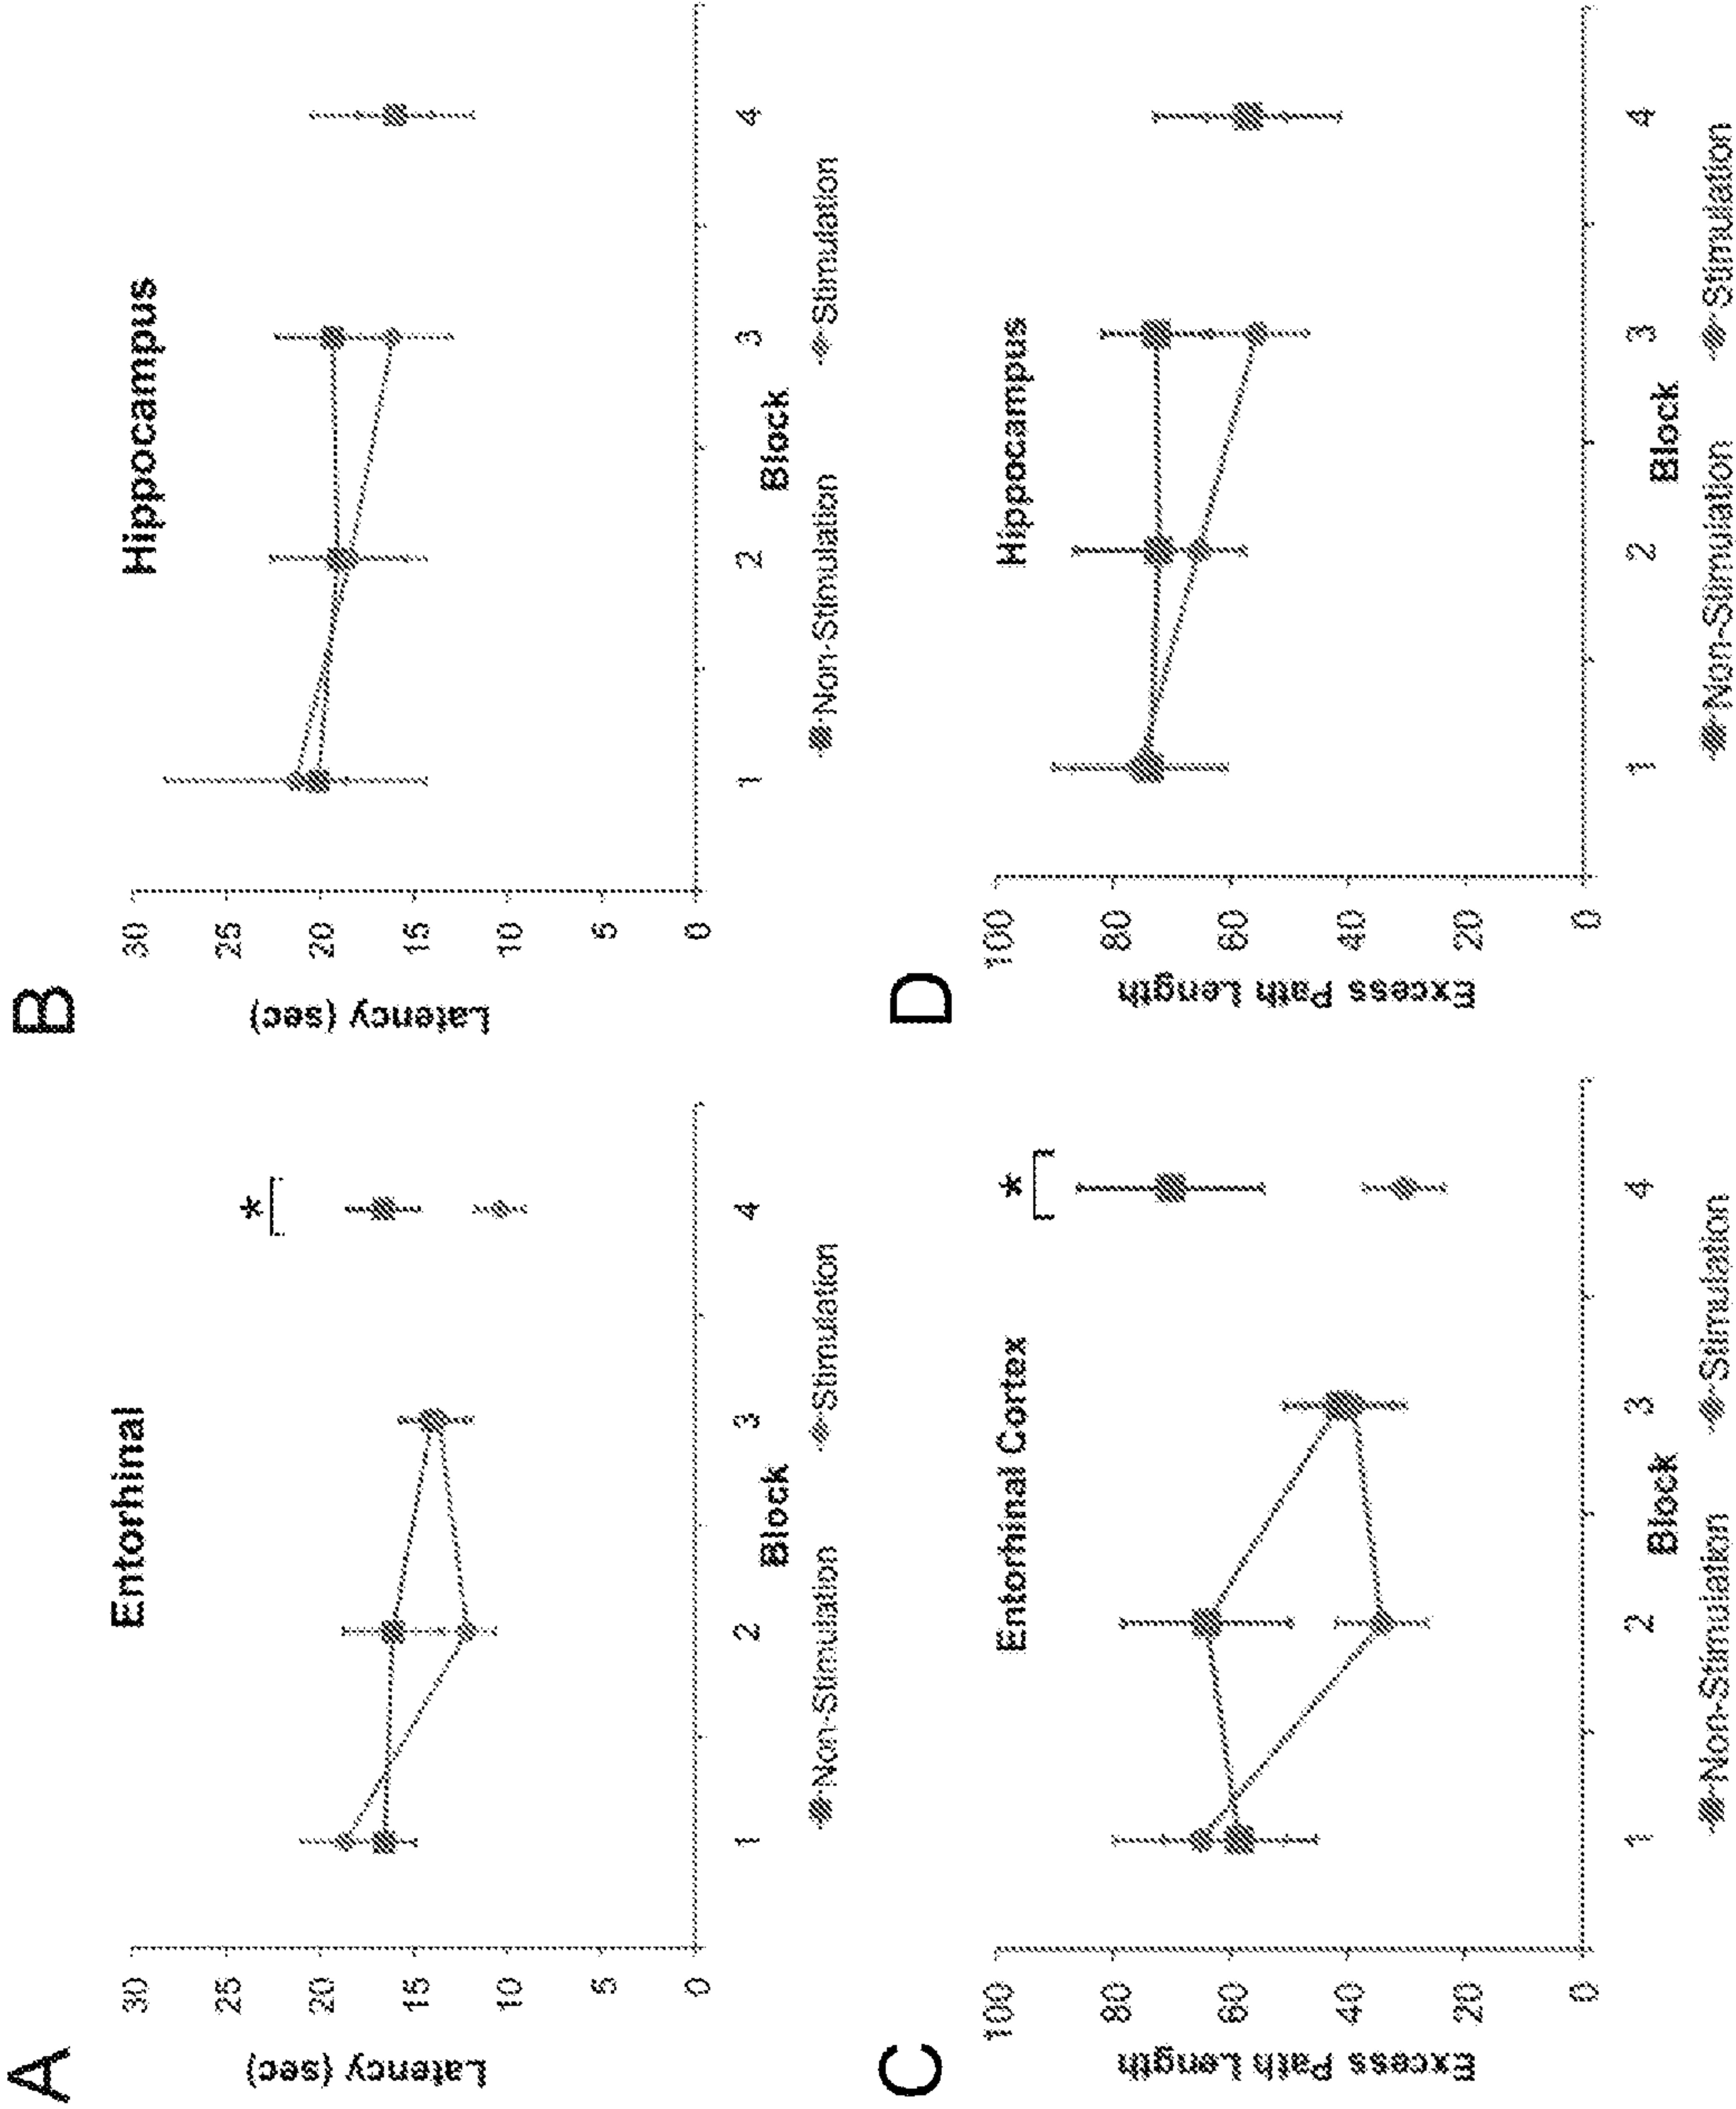 A
Entorhinal
Latency (sec)
30
25
20
15
10
5
0
*
1
2
3
4
Block
Non-Stimulation
Stimulation
B
Hippocampus
Latency (sec)
30
25
20
15
10
5
0
1
2
3
4
Block
Non-Stimulation
Stimulation
C
Entorhinal Cortex
Excess Path Length
100
80
60
40
20
0
*
1
2
3
4
Block
Non-Stimulation
Stimulation
D
Hippocampus
Excess Path Length
100
80
60
40
20
0
1
2
3
4
Block
Non-Stimulation
Stimulation